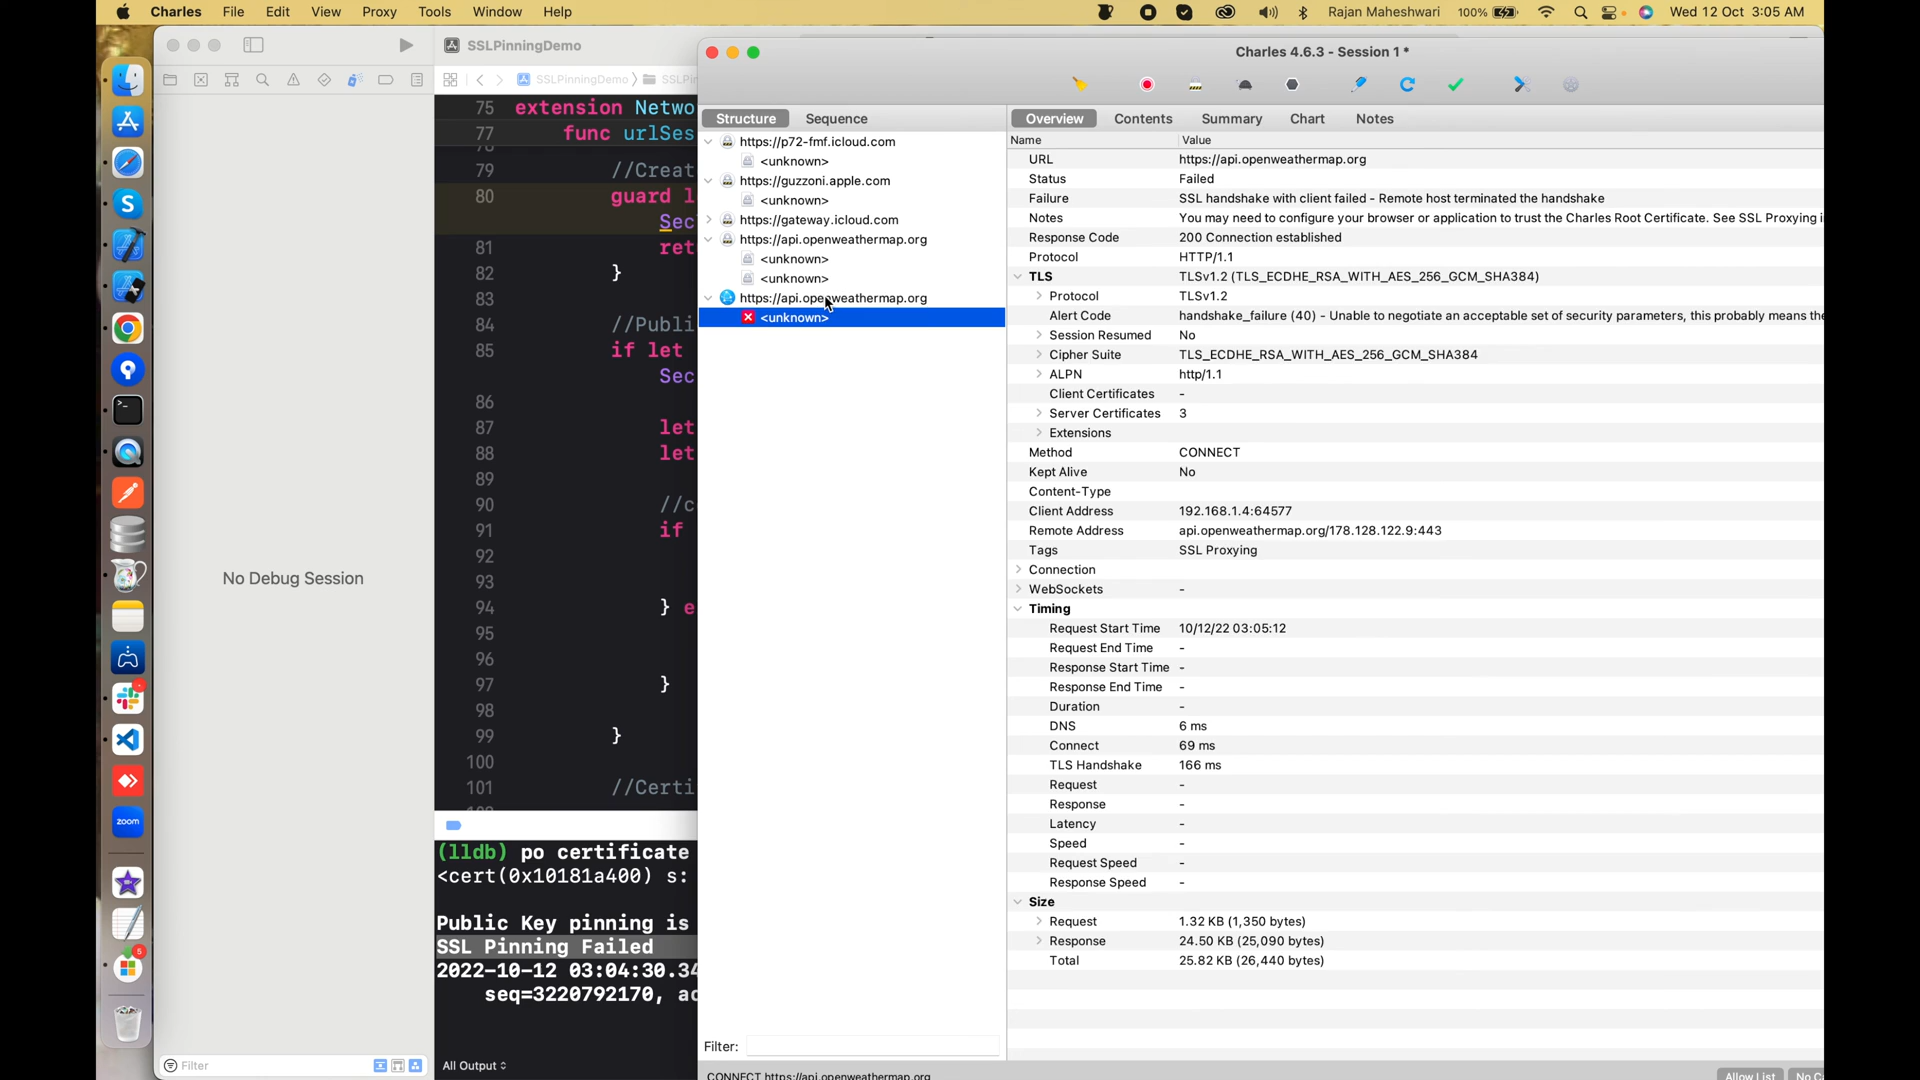 Charles File Edit View Proxy Tools Window Help
Rajan Maheshwari 100% Wed 12 Oct 3:05 AM
SSLPinningDemo
SSLPinningDemo
75 extension Netwo
77 func urlSes
79 //Creat
80 guard l
Sec
81 ret
82 }
83
84 //Publi
85 if let
Sec
86
87 let
88 let
89
90 //c
91 if
92
93
94 } e
95
96
97 }
98
99 }
100
101 //Certi
No Debug Session
Filter
(lldb) po certificate
<cert(0x10181a400) s:
Public Key pinning is
SSL Pinning Failed
2022-10-12 03:04:30.34
seq=3220792170, ac
All Output
zoom
5
Charles 4.6.3 - Session 1 *
Structure Sequence
https://p72-fmf.icloud.com
<unknown>
https://guzzoni.apple.com
<unknown>
https://gateway.icloud.com
https://api.openweathermap.org
<unknown>
<unknown>
https://api.openweathermap.org
<unknown>
Filter:
CONNECT https://api.openweathermap.org
Overview Contents Summary Chart Notes
Name Value
URL https://api.openweathermap.org
Status Failed
Failure SSL handshake with client failed - Remote host terminated the handshake
Notes You may need to configure your browser or application to trust the Charles Root Certificate. See SSL Proxying i
Response Code 200 Connection established
Protocol HTTP/1.1
TLS TLSv1.2 (TLS_ECDHE_RSA_WITH_AES_256_GCM_SHA384)
Protocol TLSv1.2
Alert Code handshake_failure (40) - Unable to negotiate an acceptable set of security parameters, this probably means the
Session Resumed No
Cipher Suite TLS_ECDHE_RSA_WITH_AES_256_GCM_SHA384
ALPN http/1.1
Client Certificates -
Server Certificates 3
Extensions
Method CONNECT
Kept Alive No
Content-Type
Client Address 192.168.1.4:64577
Remote Address api.openweathermap.org/178.128.122.9:443
Tags SSL Proxying
Connection
WebSockets -
Timing
Request Start Time 10/12/22 03:05:12
Request End Time -
Response Start Time -
Response End Time -
Duration -
DNS 6 ms
Connect 69 ms
TLS Handshake 166 ms
Request -
Response -
Latency -
Speed -
Request Speed -
Response Speed -
Size
Request 1.32 KB (1,350 bytes)
Response 24.50 KB (25,090 bytes)
Total 25.82 KB (26,440 bytes)
Allow List